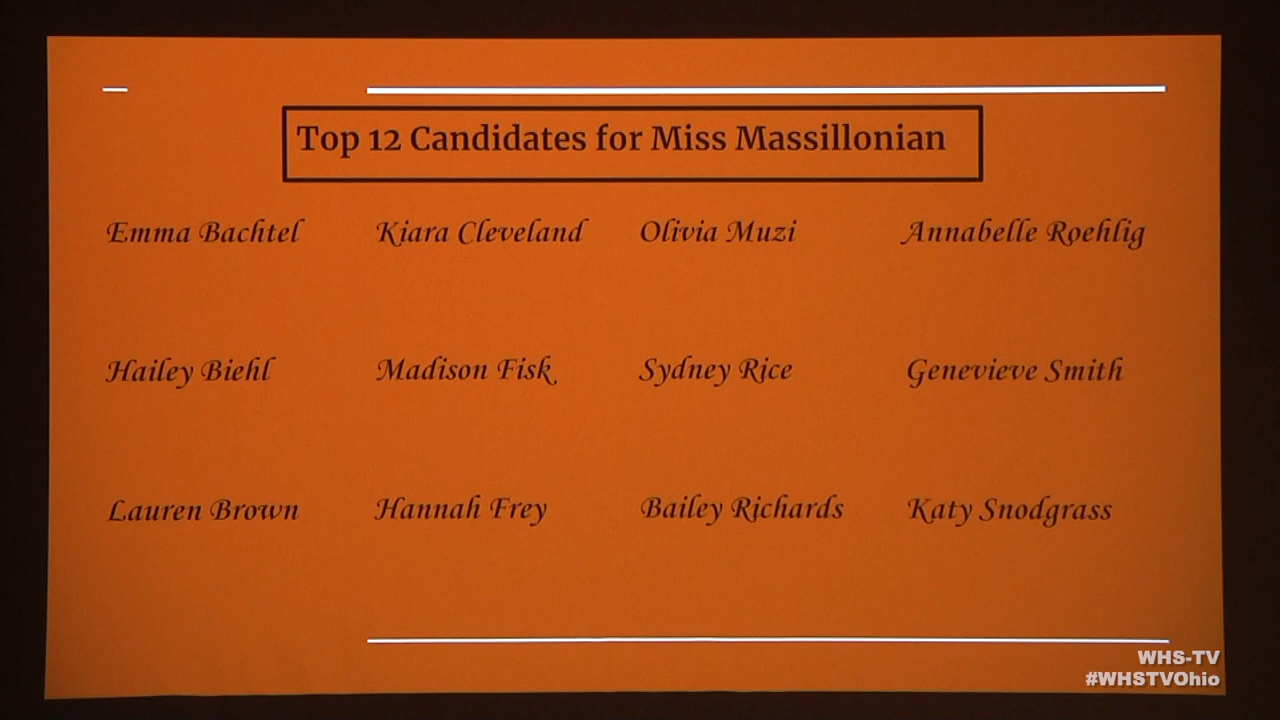 Top 12 Candidates for Miss Massillonian
Emma Bachtel Kiara Cleveland Olivia Muzi Annabelle Roehlig
Hailey Biehl Madison Fisk Sydney Rice Genevieve Smith
Lauren Brown Hannah Frey Bailey Richards Katy Snodgrass
WHS-TV
#WHSTVOhio